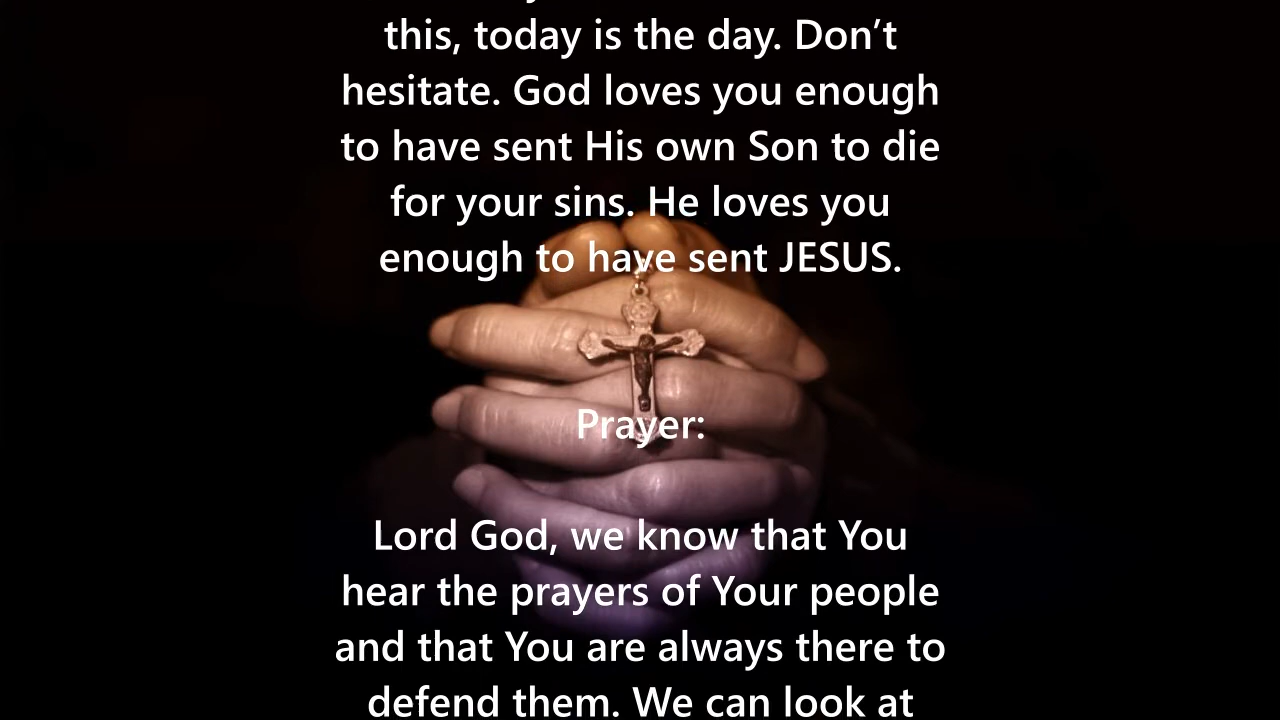 this, today is the day. Don’t
hesitate. God loves you enough
to have sent His own Son to die
for your sins. He loves you
enough to have sent JESUS.
Prayer:
Lord God, we know that You
hear the prayers of Your people
and that You are always there to
defend them. We can look at